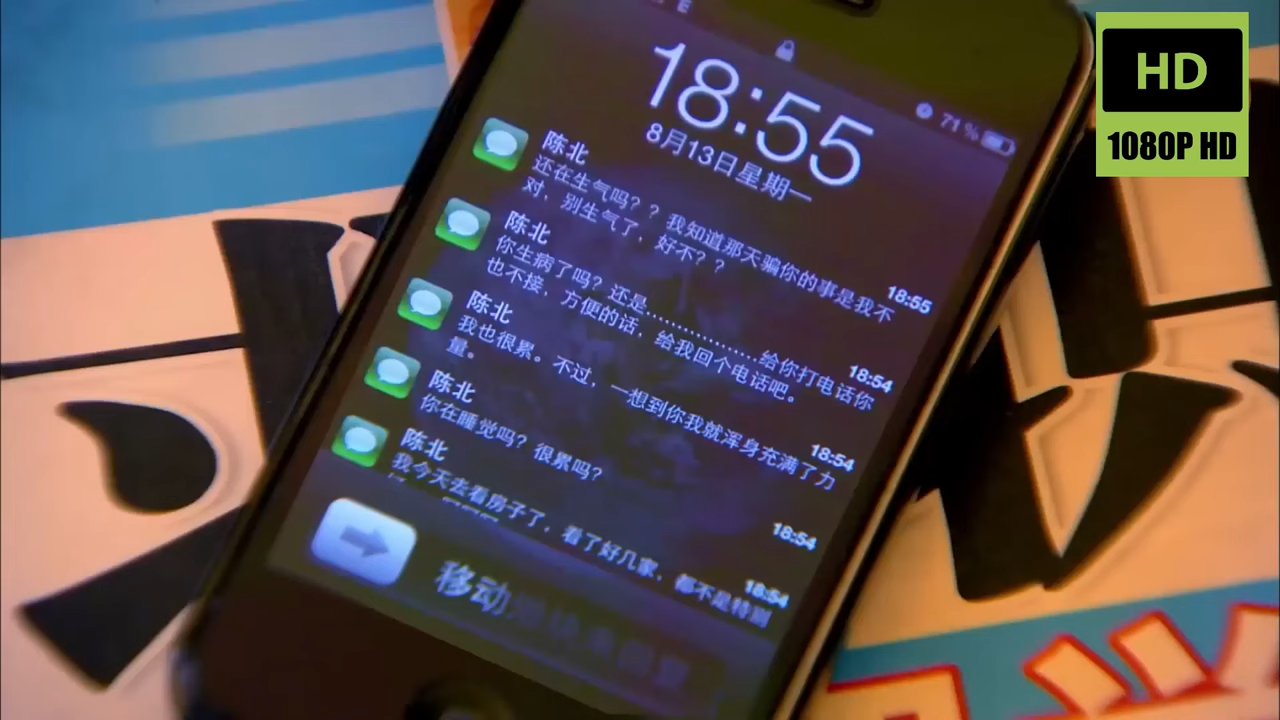 HD
1080P HD
E
71%
18:55
8月13日星期一
陈北
还在生气吗？？我知道那天骗你的事是我不
对，别生气了，好不？？
18:55
陈北
你生病了吗？还是…………………给你打电话你
也不接，方便的话，给我回个电话吧。
18:54
陈北
我也很累。不过，一想到你我就浑身充满了力
量。
18:54
陈北
你在睡觉吗？很累吗？
18:54
陈北
我今天去看房子了，看了好几家，都不是特别
18:54
移动